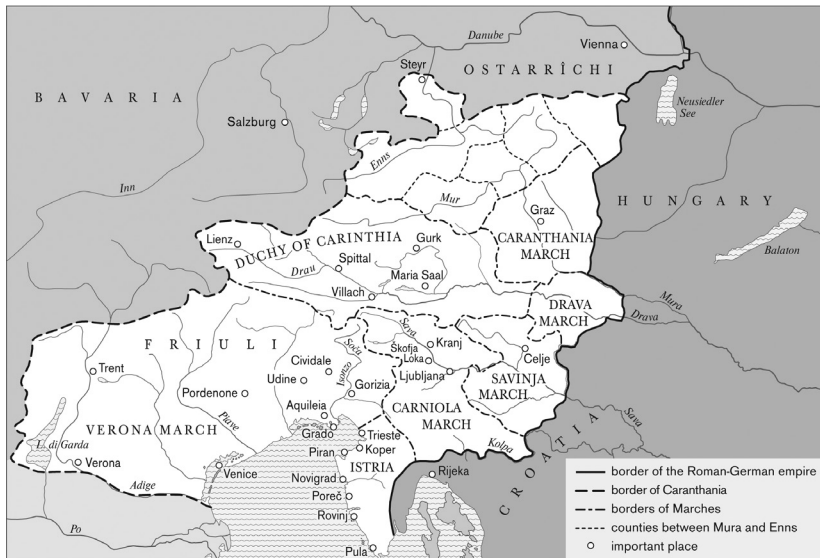 Danube
Vienna
Steyr
OSTARRÎCHI
BAVARIA
Neusiedler
See
Salzburg
Enns
Inn
Mur
HUNGARY
Graz
Lienz
DUCHY OF CARINTHIA
Gurk
CARANTHANIA
MARCH
Spittal
Drau
Maria Saal
Balaton
Villach
DRAVA
MARCH
Mura
Drava
FRIULI
Sava
Soča
Kranj
Škofja
Loka
Celje
Trent
Cividale
Isonzo
Ljubljana
Udine
SAVINJA
MARCH
Pordenone
Gorizia
Aquileia
CARNIOLA
MARCH
Piave
Sava
VERONA MARCH
Grado
Trieste
Kolpa
CROATIA
L. di Garda
Koper
Piran
Verona
Venice
ISTRIA
Rijeka
Adige
Novigrad
Poreč
Po
Rovinj
Pula
border of the Roman-German empire
border of Caranthania
borders of Marches
counties between Mura and Enns
important place